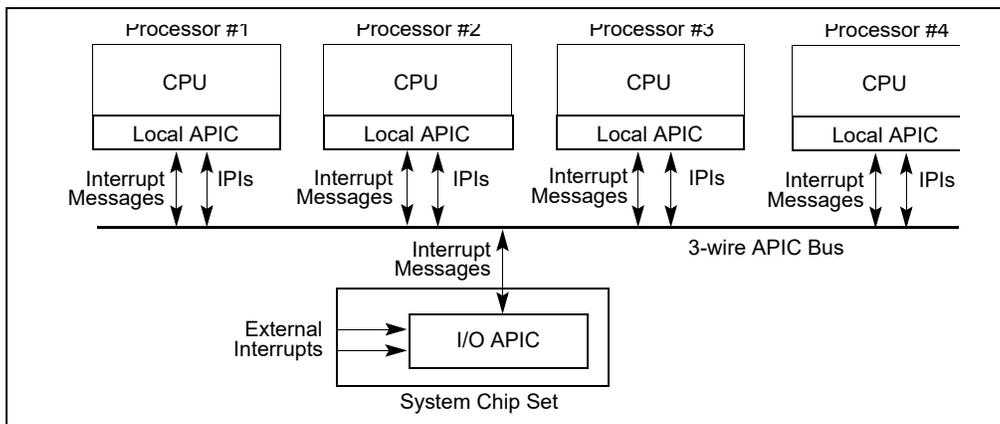 Processor #1 Processor #2 Processor #3 Processor #4
CPU CPU CPU CPU
Local APIC Local APIC Local APIC Local APIC
Interrupt Messages IPIs Interrupt Messages IPIs Interrupt Messages IPIs Interrupt Messages IPIs
3-wire APIC Bus
Interrupt
Messages
External
Interrupts
I/O APIC
System Chip Set